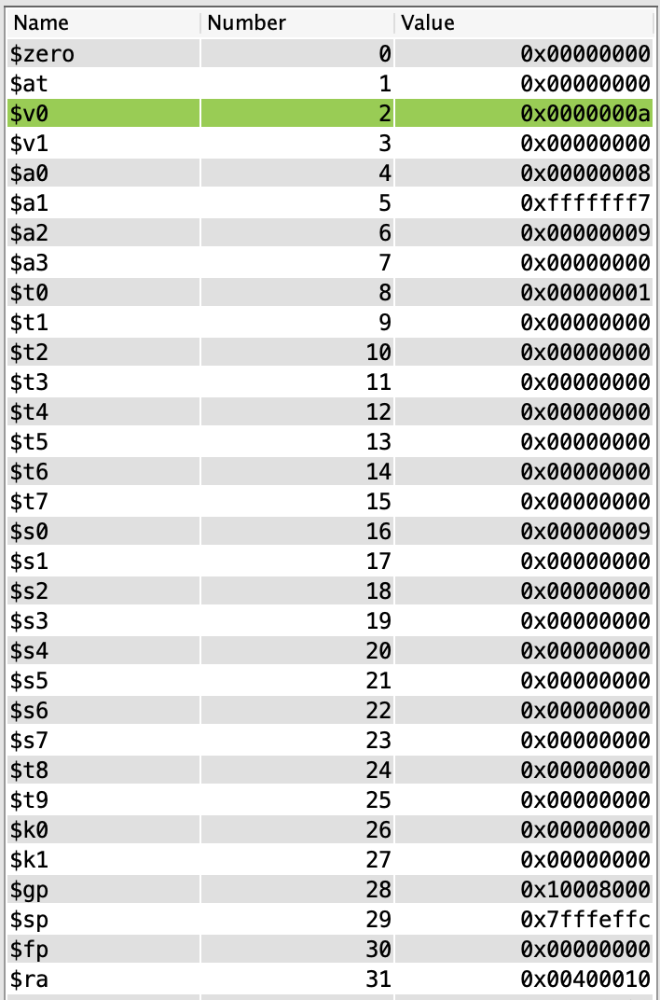 Name Number Value
$zero 0 0x00000000
$at 1 0x00000000
$v0 2 0x0000000a
$v1 3 0x00000000
$a0 4 0x00000008
$a1 5 0xfffffff7
$a2 6 0x00000009
$a3 7 0x00000000
$t0 8 0x00000001
$t1 9 0x00000000
$t2 10 0x00000000
$t3 11 0x00000000
$t4 12 0x00000000
$t5 13 0x00000000
$t6 14 0x00000000
$t7 15 0x00000000
$s0 16 0x00000009
$s1 17 0x00000000
$s2 18 0x00000000
$s3 19 0x00000000
$s4 20 0x00000000
$s5 21 0x00000000
$s6 22 0x00000000
$s7 23 0x00000000
$t8 24 0x00000000
$t9 25 0x00000000
$k0 26 0x00000000
$k1 27 0x00000000
$gp 28 0x10008000
$sp 29 0x7fffeffc
$fp 30 0x00000000
$ra 31 0x00400010